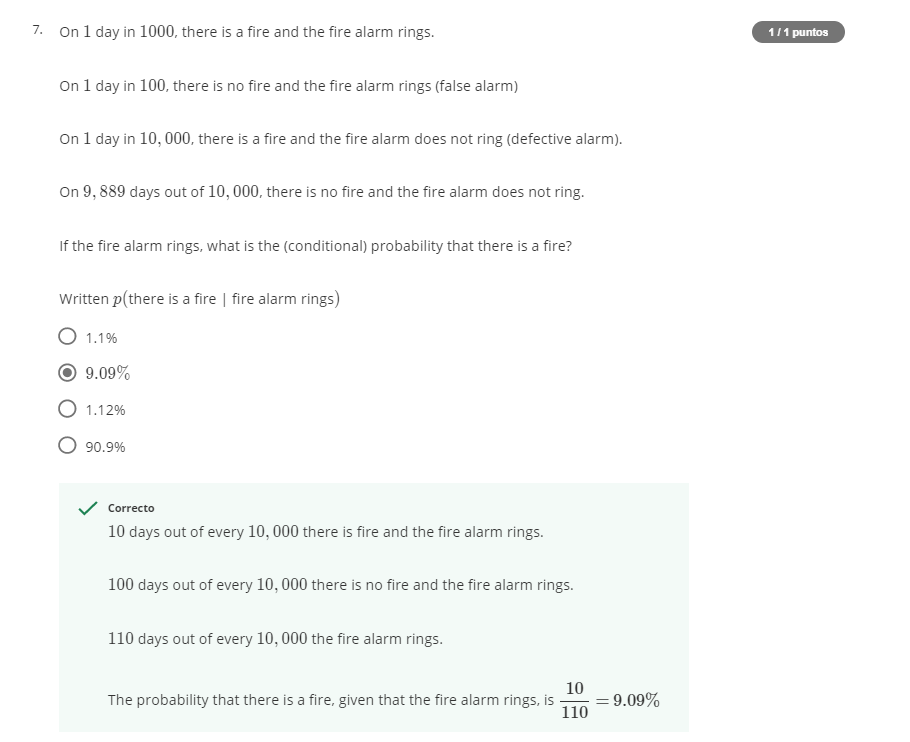 7. On 1 day in 1000, there is a fire and the fire alarm rings.
1 / 1 puntos
On 1 day in 100, there is no fire and the fire alarm rings (false alarm)
On 1 day in 10, 000, there is a fire and the fire alarm does not ring (defective alarm).
On 9, 889 days out of 10, 000, there is no fire and the fire alarm does not ring.
If the fire alarm rings, what is the (conditional) probability that there is a fire?
Written p(there is a fire | fire alarm rings)
1.1%
9.09%
1.12%
90.9%
Correcto
10 days out of every 10, 000 there is fire and the fire alarm rings.
100 days out of every 10, 000 there is no fire and the fire alarm rings.
110 days out of every 10, 000 the fire alarm rings.
The probability that there is a fire, given that the fire alarm rings, is 10/110 = 9.09%